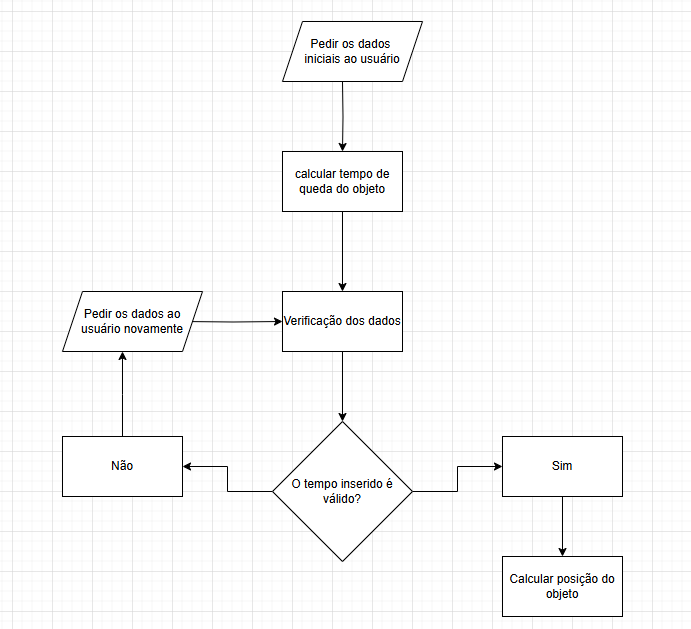 Pedir os dados
iniciais ao usuário
calcular tempo de
queda do objeto
Pedir os dados ao
usuário novamente
Verificação dos dados
Não
O tempo inserido é
válido?
Sim
Calcular posição do
objeto